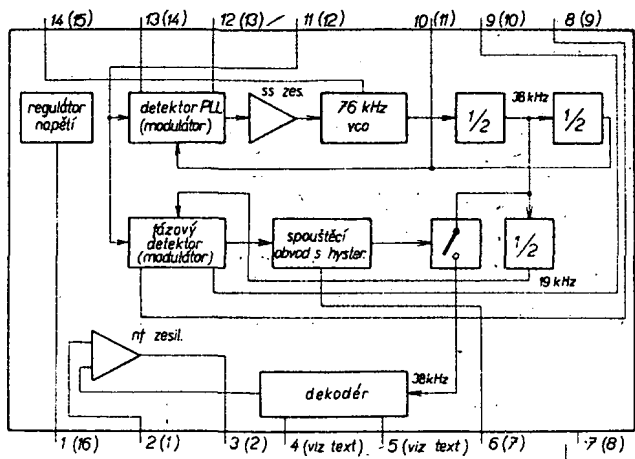 14 (15) 13 (14) 12 (13) 11 (12) 10 (11) 9 (10) 8 (9)
regulátor
napětí
detektor PLL
(modulátor)
ss zes.
76 kHz
vco
1/2
38 kHz
1/2
fázový
detektor
(modulátor)
spouštěcí
obvod s hyster.
1/2
19 kHz
nf zesil.
dekodér
38 kHz
1 (16) 2 (1) 3 (2) 4 (viz text) 5 (viz text) 6 (7) 7 (8)